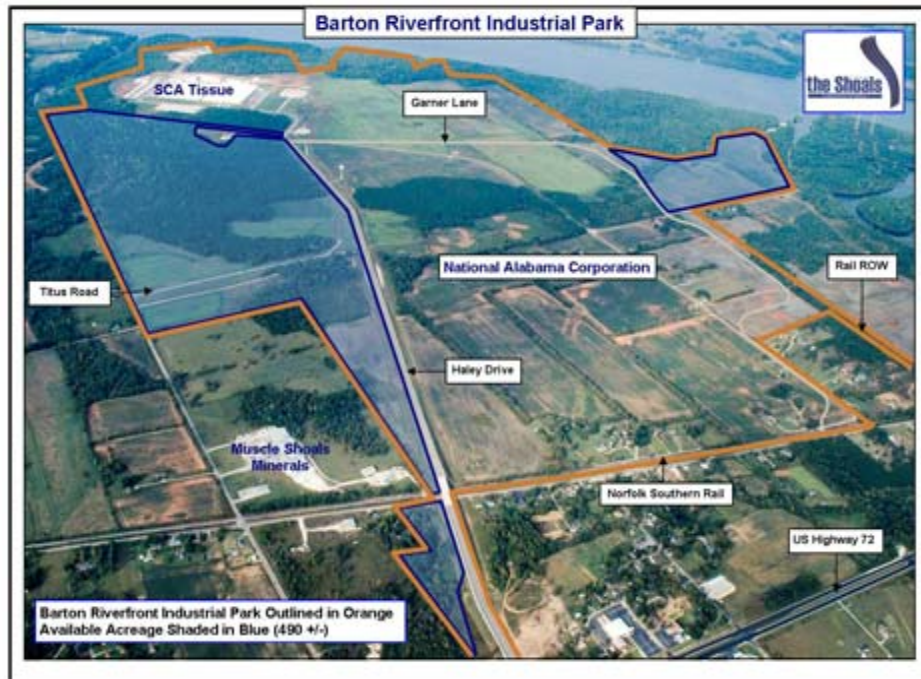 Barton Riverfront Industrial Park
the Shoals
SCA Tissue
Garner Lane
National Alabama Corporation
Rail ROW
Titus Road
Haley Drive
Muscle Shoals
Minerals
Norfolk Southern Rail
US Highway 72
Barton Riverfront Industrial Park Outlined in Orange
Available Acreage Shaded in Blue (490 +/-)